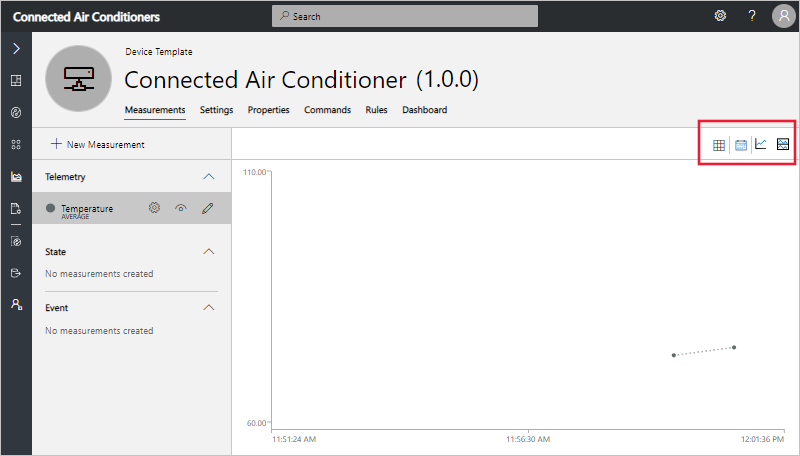 Connected Air Conditioners
Search
?
Device Template
Connected Air Conditioner (1.0.0)
Measurements Settings Properties Commands Rules Dashboard
+ New Measurement
Telemetry
Temperature
AVERAGE
State
No measurements created
Event
No measurements created
110.00
60.00
11:51:24 AM 11:56:30 AM 12:01:36 PM